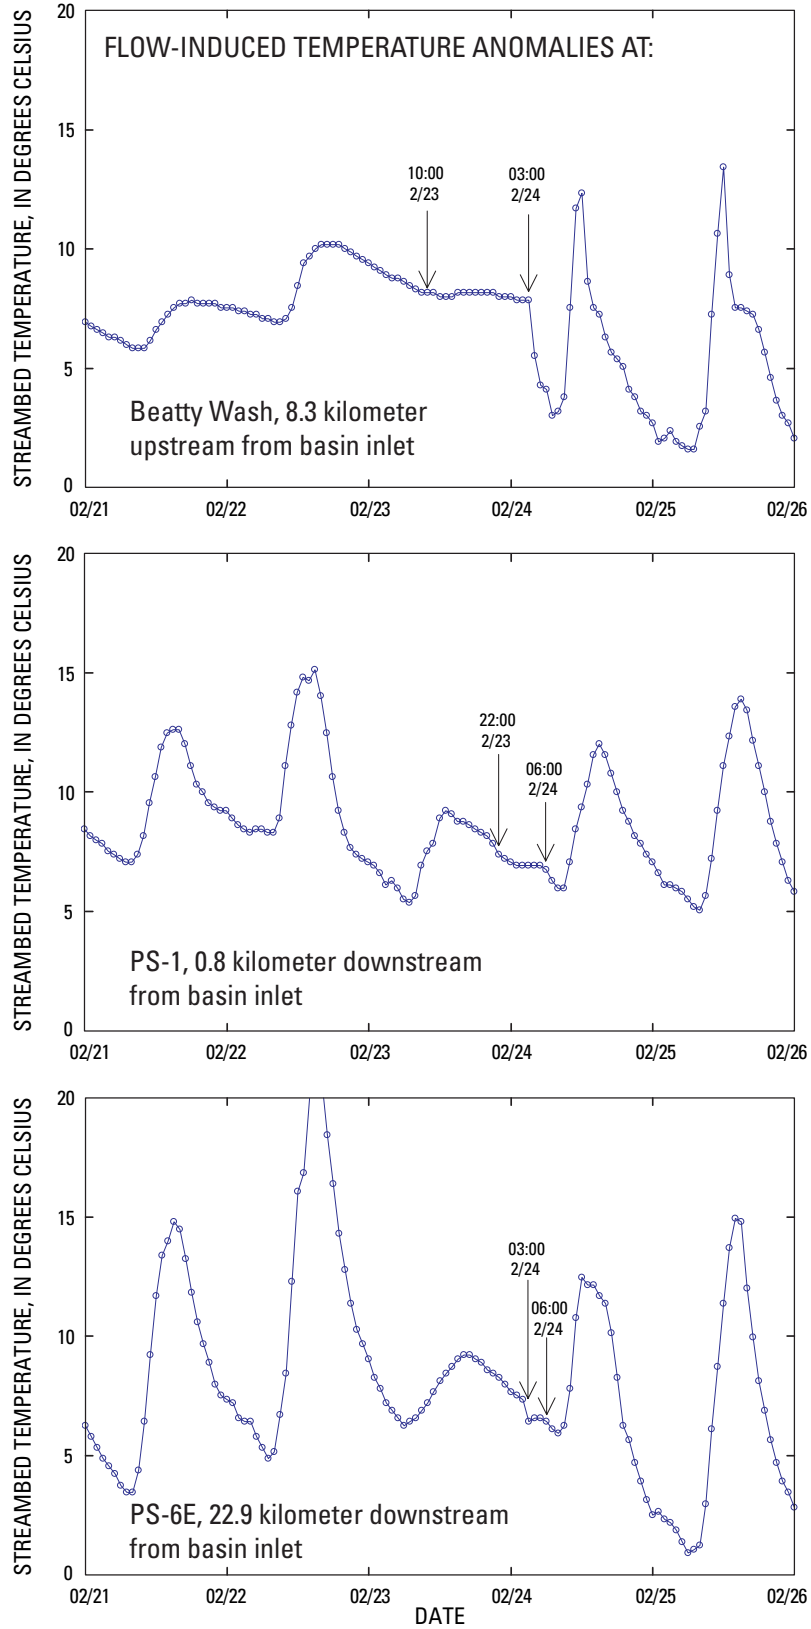 FLOW-INDUCED TEMPERATURE ANOMALIES AT:
STREAMBED TEMPERATURE, IN DEGREES CELSIUS
20
15
10
5
0
10:00
2/23
03:00
2/24
Beatty Wash, 8.3 kilometer
upstream from basin inlet
02/21 02/22 02/23 02/24 02/25 02/26
STREAMBED TEMPERATURE, IN DEGREES CELSIUS
20
15
10
5
0
22:00
2/23
06:00
2/24
PS-1, 0.8 kilometer downstream
from basin inlet
02/21 02/22 02/23 02/24 02/25 02/26
STREAMBED TEMPERATURE, IN DEGREES CELSIUS
20
15
10
5
0
03:00
2/24
06:00
2/24
PS-6E, 22.9 kilometer downstream
from basin inlet
02/21 02/22 02/23 02/24 02/25 02/26
DATE